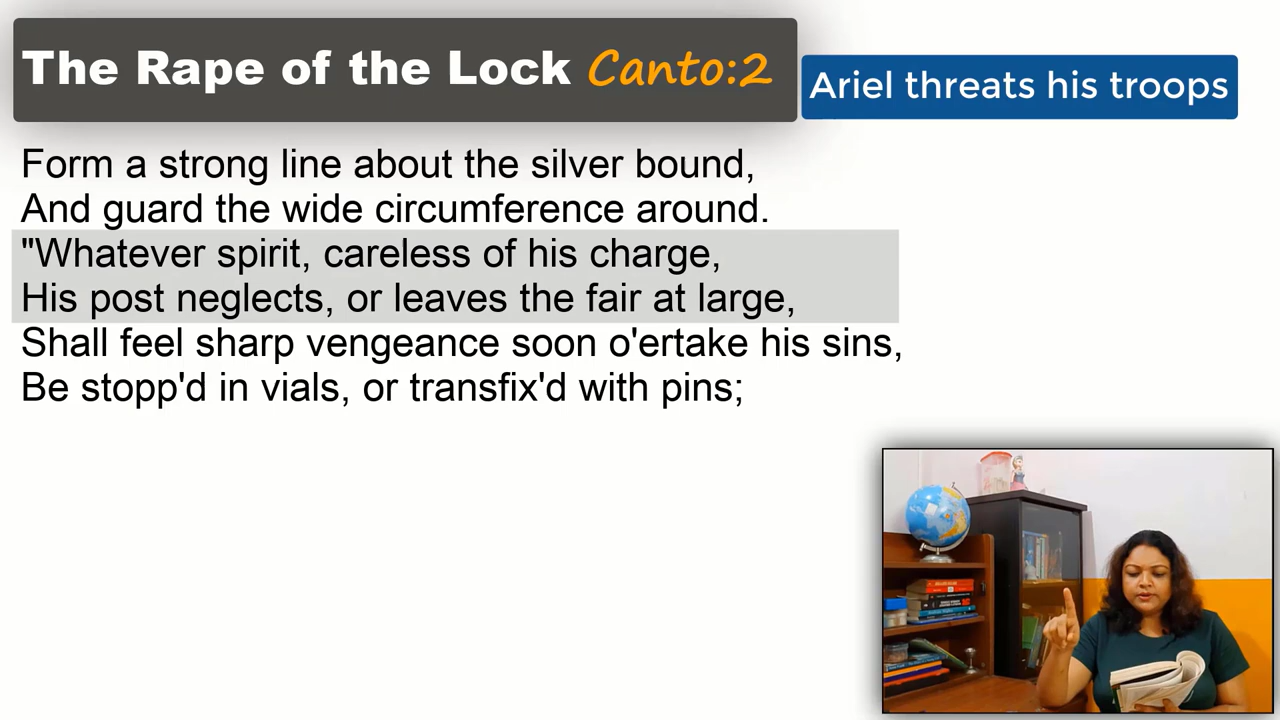 The Rape of the Lock Canto:2
Ariel threats his troops
Form a strong line about the silver bound,
And guard the wide circumference around.
"Whatever spirit, careless of his charge,
His post neglects, or leaves the fair at large,
Shall feel sharp vengeance soon o'ertake his sins,
Be stopp'd in vials, or transfix'd with pins;